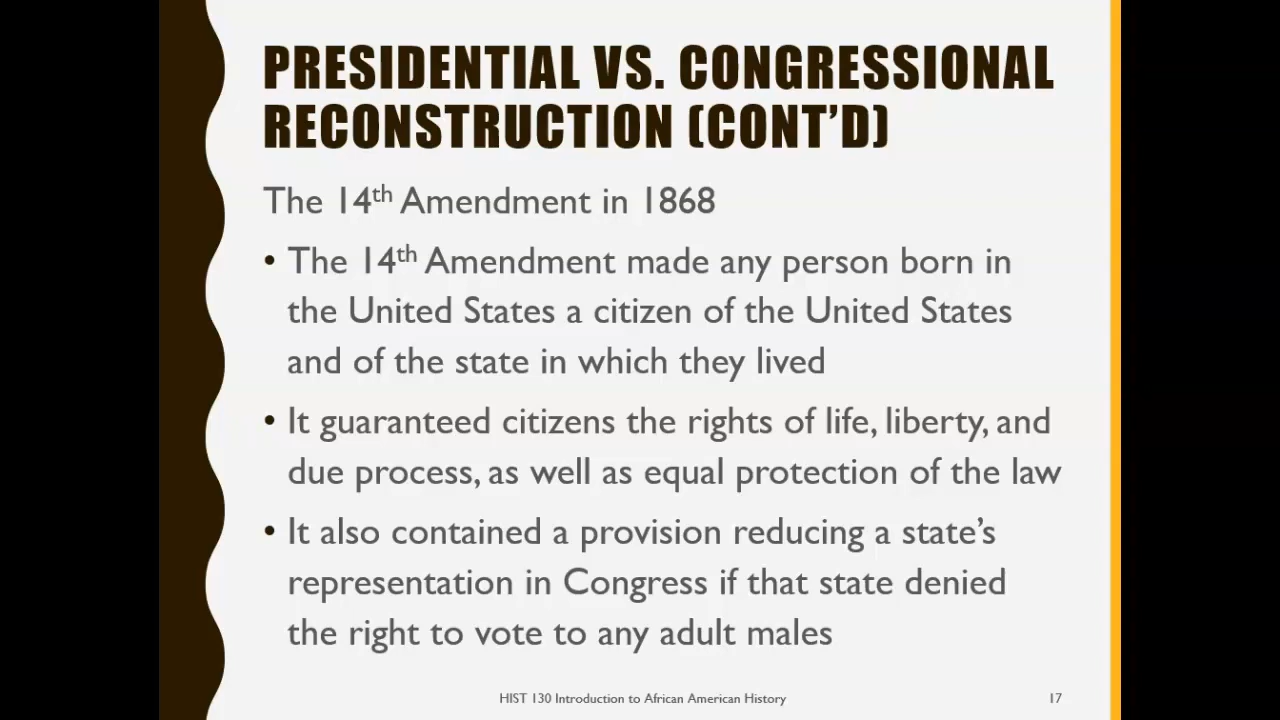 PRESIDENTIAL VS. CONGRESSIONAL
RECONSTRUCTION (CONT’D)
The 14th Amendment in 1868
• The 14th Amendment made any person born in
the United States a citizen of the United States
and of the state in which they lived
• It guaranteed citizens the rights of life, liberty, and
due process, as well as equal protection of the law
• It also contained a provision reducing a state’s
representation in Congress if that state denied
the right to vote to any adult males
HIST 130 Introduction to African American History
17